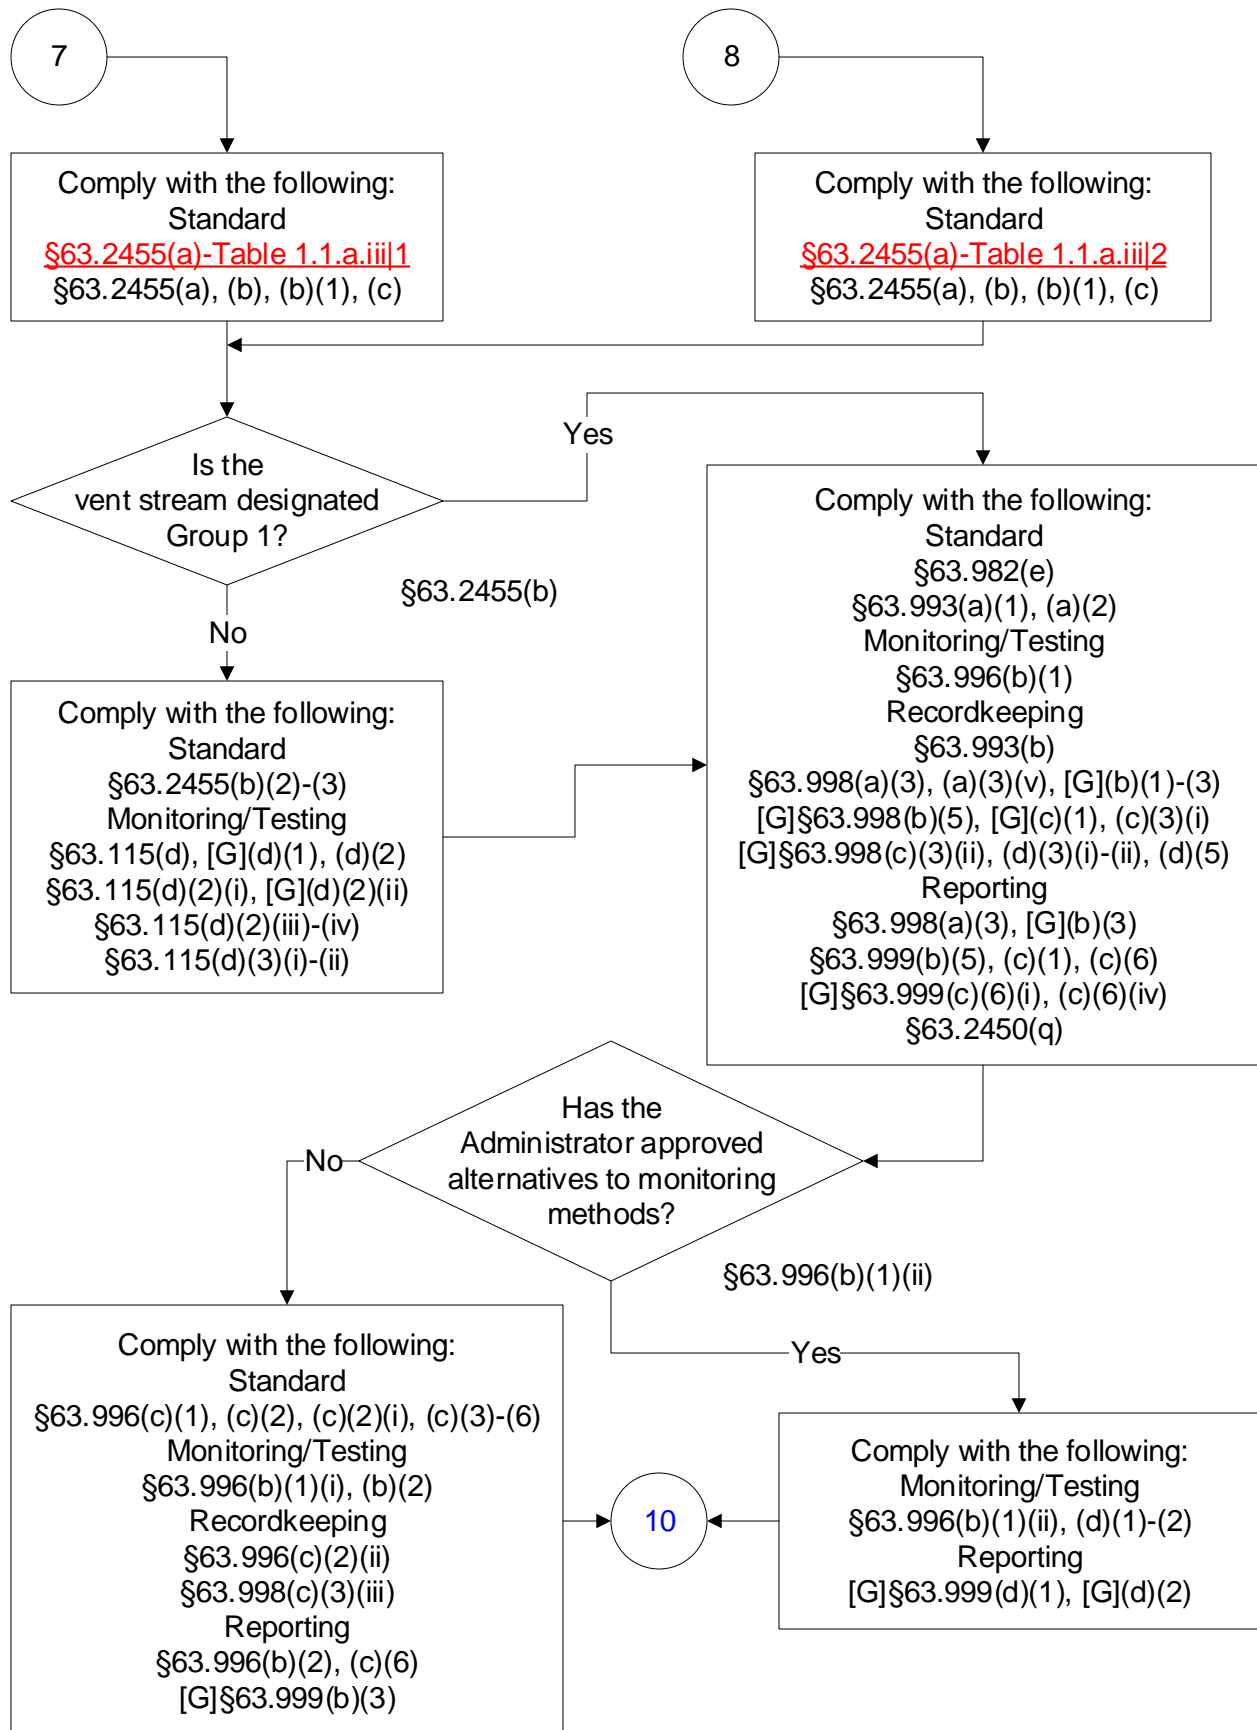 7
8
Comply with the following:
Standard
§63.2455(a)-Table 1.1.a.iii|1
§63.2455(a), (b), (b)(1), (c)
Comply with the following:
Standard
§63.2455(a)-Table 1.1.a.iii|2
§63.2455(a), (b), (b)(1), (c)
Is the
vent stream designated
Group 1?
Yes
§63.2455(b)
No
Comply with the following:
Standard
§63.2455(b)(2)-(3)
Monitoring/Testing
§63.115(d), [G](d)(1), (d)(2)
§63.115(d)(2)(i), [G](d)(2)(ii)
§63.115(d)(2)(iii)-(iv)
§63.115(d)(3)(i)-(ii)
Comply with the following:
Standard
§63.982(e)
§63.993(a)(1), (a)(2)
Monitoring/Testing
§63.996(b)(1)
Recordkeeping
§63.993(b)
§63.998(a)(3), (a)(3)(v), [G](b)(1)-(3)
[G]§63.998(b)(5), [G](c)(1), (c)(3)(i)
[G]§63.998(c)(3)(ii), (d)(3)(i)-(ii), (d)(5)
Reporting
§63.998(a)(3), [G](b)(3)
§63.999(b)(5), (c)(1), (c)(6)
[G]§63.999(c)(6)(i), (c)(6)(iv)
§63.2450(q)
Has the
Administrator approved
alternatives to monitoring
methods?
No
§63.996(b)(1)(ii)
Yes
Comply with the following:
Standard
§63.996(c)(1), (c)(2), (c)(2)(i), (c)(3)-(6)
Monitoring/Testing
§63.996(b)(1)(i), (b)(2)
Recordkeeping
§63.996(c)(2)(ii)
§63.998(c)(3)(iii)
Reporting
§63.996(b)(2), (c)(6)
[G]§63.999(b)(3)
10
Comply with the following:
Monitoring/Testing
§63.996(b)(1)(ii), (d)(1)-(2)
Reporting
[G]§63.999(d)(1), [G](d)(2)